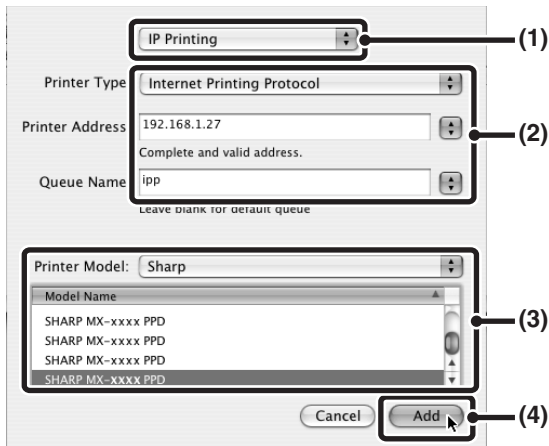 IP Printing
(1)
Printer Type
Internet Printing Protocol
Printer Address
192.168.1.27
Complete and valid address.
(2)
Queue Name
ipp
Leave blank for default queue
Printer Model:
Sharp
Model Name
SHARP MX-xxxx PPD
SHARP MX-xxxx PPD
SHARP MX-xxxx PPD
SHARP MX-xxxx PPD
(3)
Cancel
Add
(4)